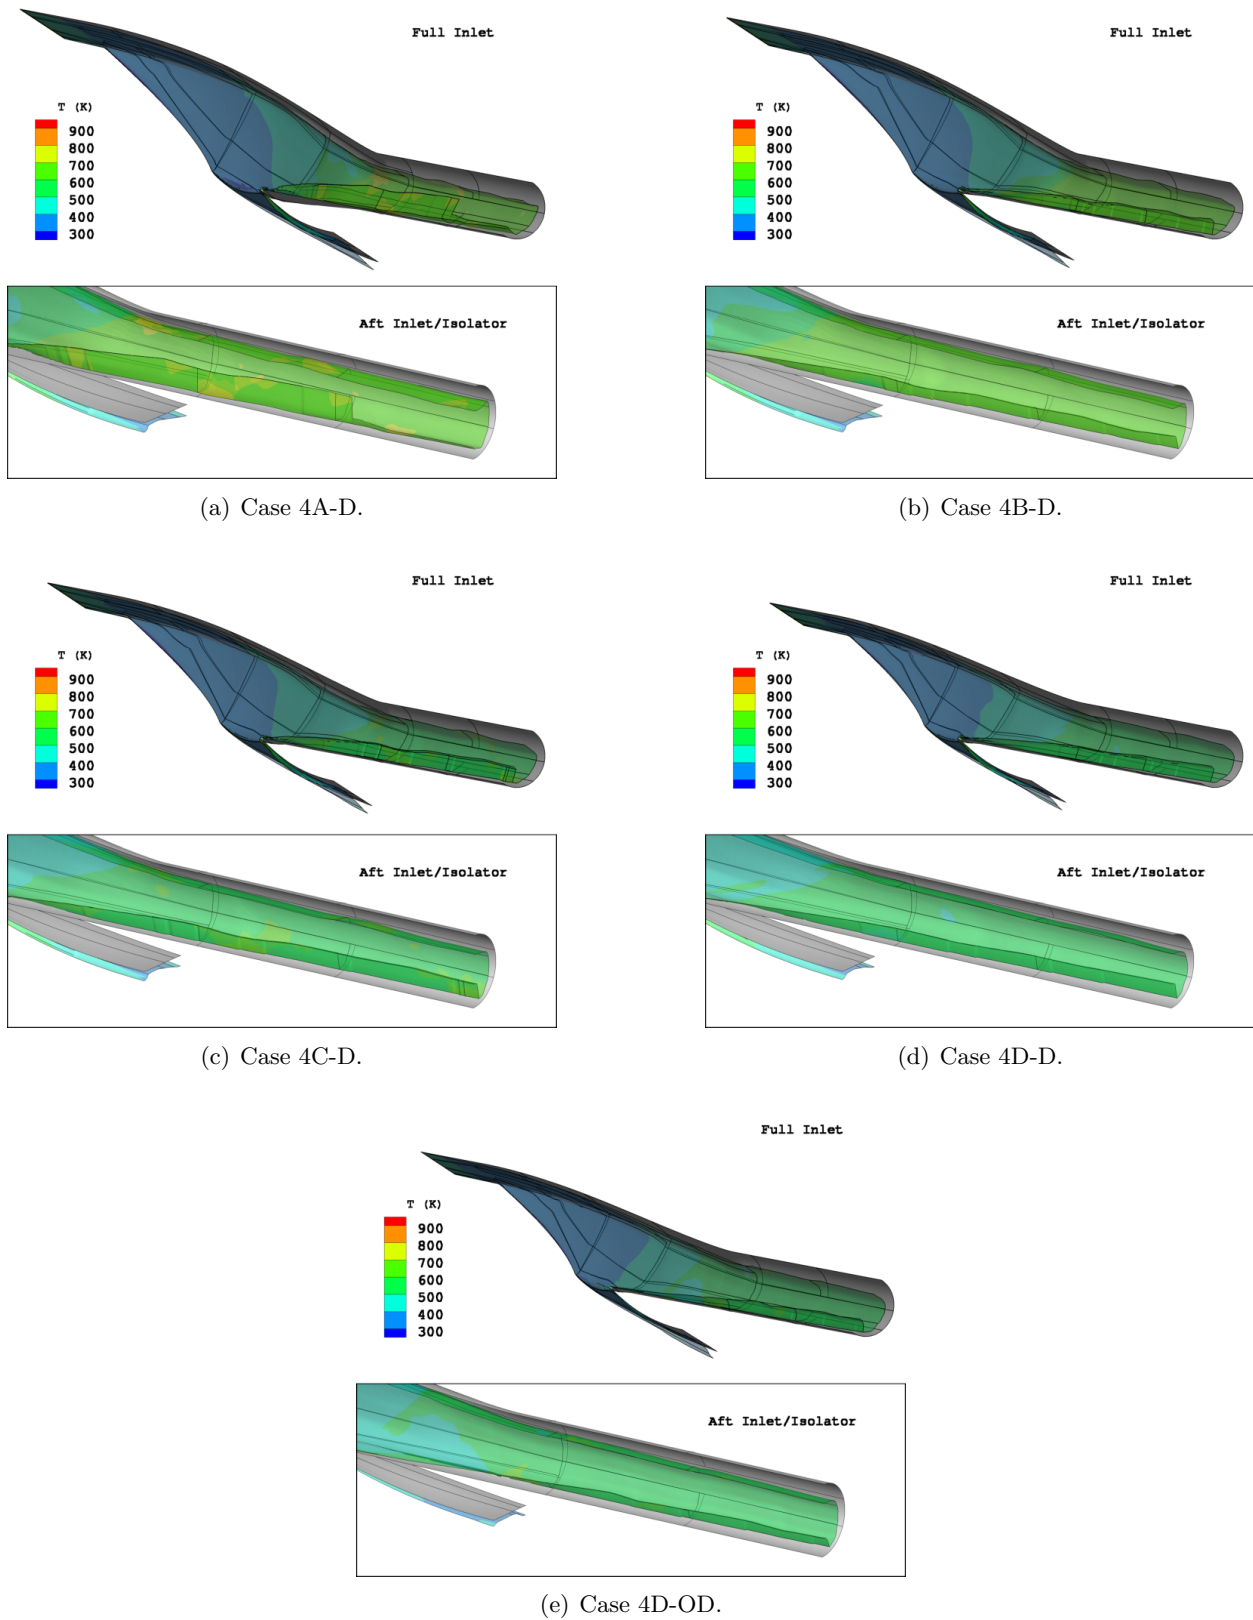 Full Inlet
T (K)
900
800
700
600
500
400
300
Aft Inlet/Isolator
(a) Case 4A-D.
Full Inlet
T (K)
900
800
700
600
500
400
300
Aft Inlet/Isolator
(b) Case 4B-D.
Full Inlet
T (K)
900
800
700
600
500
400
300
Aft Inlet/Isolator
(c) Case 4C-D.
Full Inlet
T (K)
900
800
700
600
500
400
300
Aft Inlet/Isolator
(d) Case 4D-D.
Full Inlet
T (K)
900
800
700
600
500
400
300
Aft Inlet/Isolator
(e) Case 4D-OD.